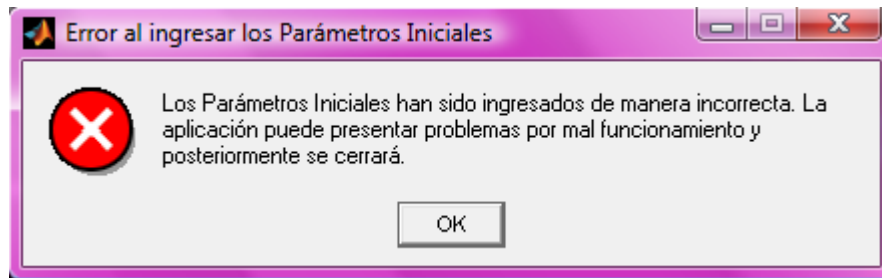 Error al ingresar los Parámetros Iniciales
Los Parámetros Iniciales han sido ingresados de manera incorrecta. La
aplicación puede presentar problemas por mal funcionamiento y
posteriormente se cerrará.
OK